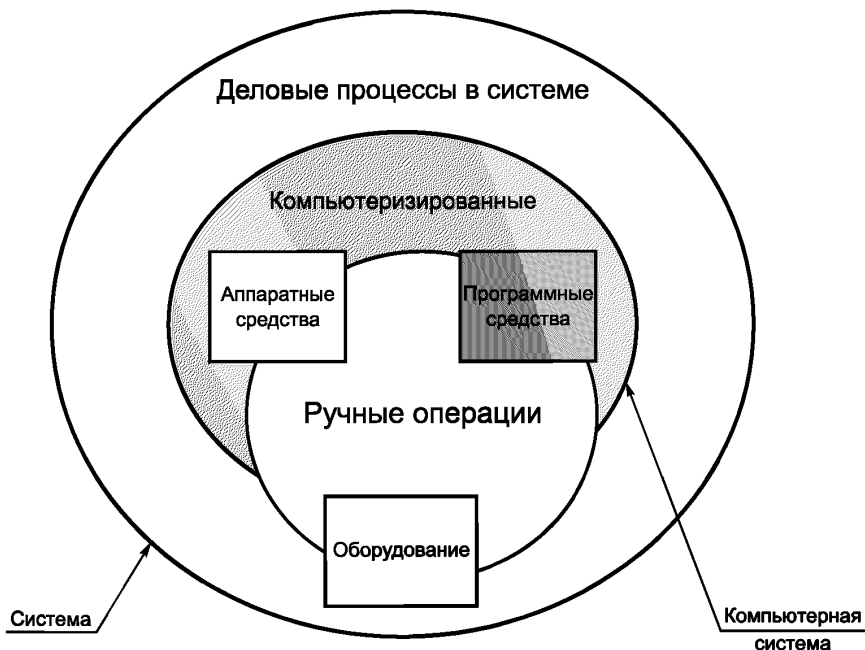 Деловые процессы в системе
Компьютеризированные
Аппаратные
средства
Программные
средства
Ручные операции
Оборудование
Система
Компьютерная
система